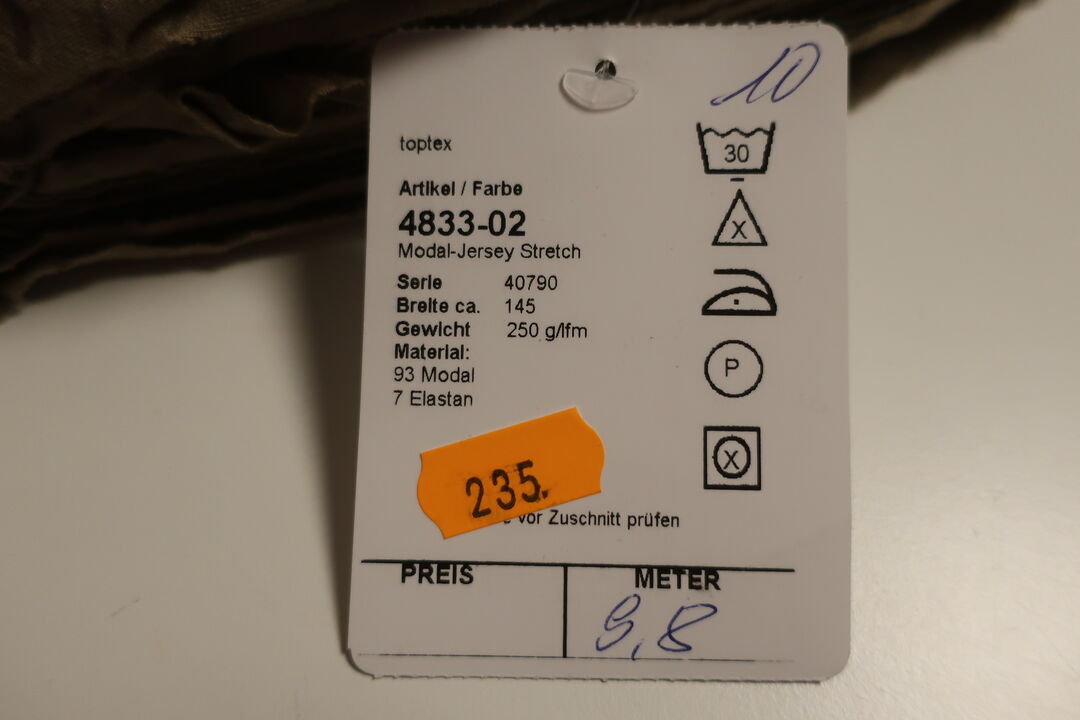 10
toptex
30
Artikel / Farbe
4833-02
X
Modal-Jersey Stretch
Serie 40790
Breite ca. 145
Gewicht 250 g/lfm
Material:
93 Modal
P
7 Elastan
X
235.
vor Zuschnitt prüfen
PREIS METER
9,8